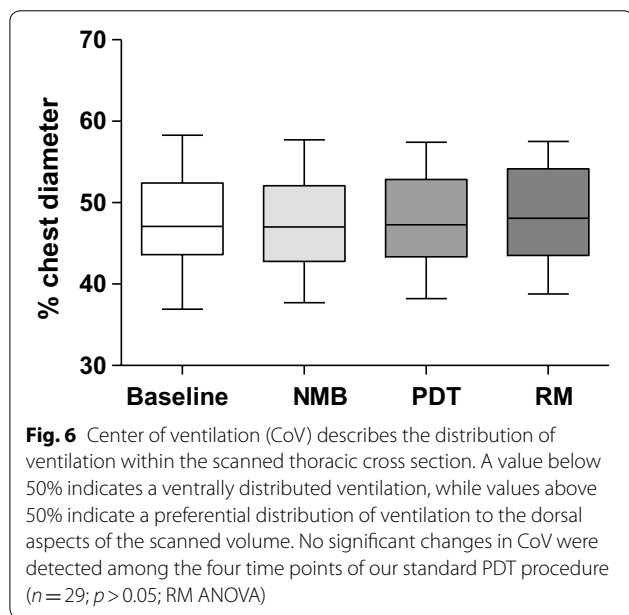 70
60
50
40
30
% chest diameter
Baseline NMB PDT RM
Fig. 6 Center of ventilation (CoV) describes the distribution of
ventilation within the scanned thoracic cross section. A value below
50% indicates a ventrally distributed ventilation, while values above
50% indicate a preferential distribution of ventilation to the dorsal
aspects of the scanned volume. No significant changes in CoV were
detected among the four time points of our standard PDT procedure
(n = 29; p > 0.05; RM ANOVA)